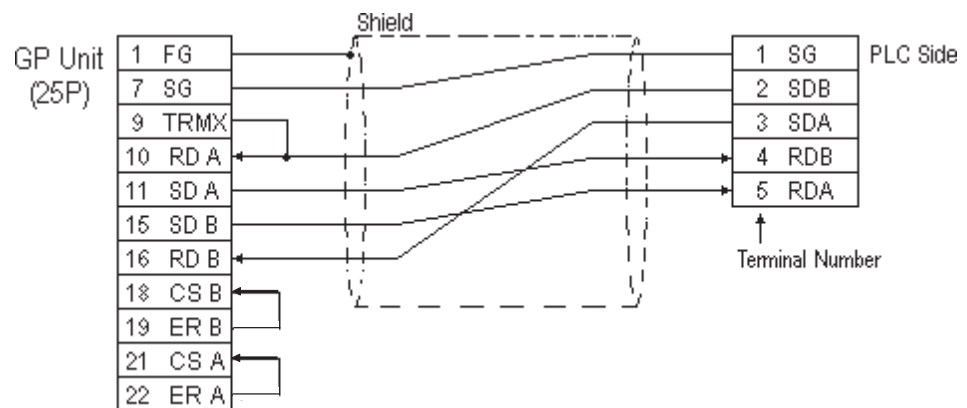 Shield
GP Unit
(25P)
1 FG
7 SG
9 TRMX
10 RD A
11 SD A
15 SD B
16 RD B
18 CS B
19 ER B
21 CS A
22 ER A
1 SG
2 SDB
3 SDA
4 RDB
5 RDA
PLC Side
Terminal Number